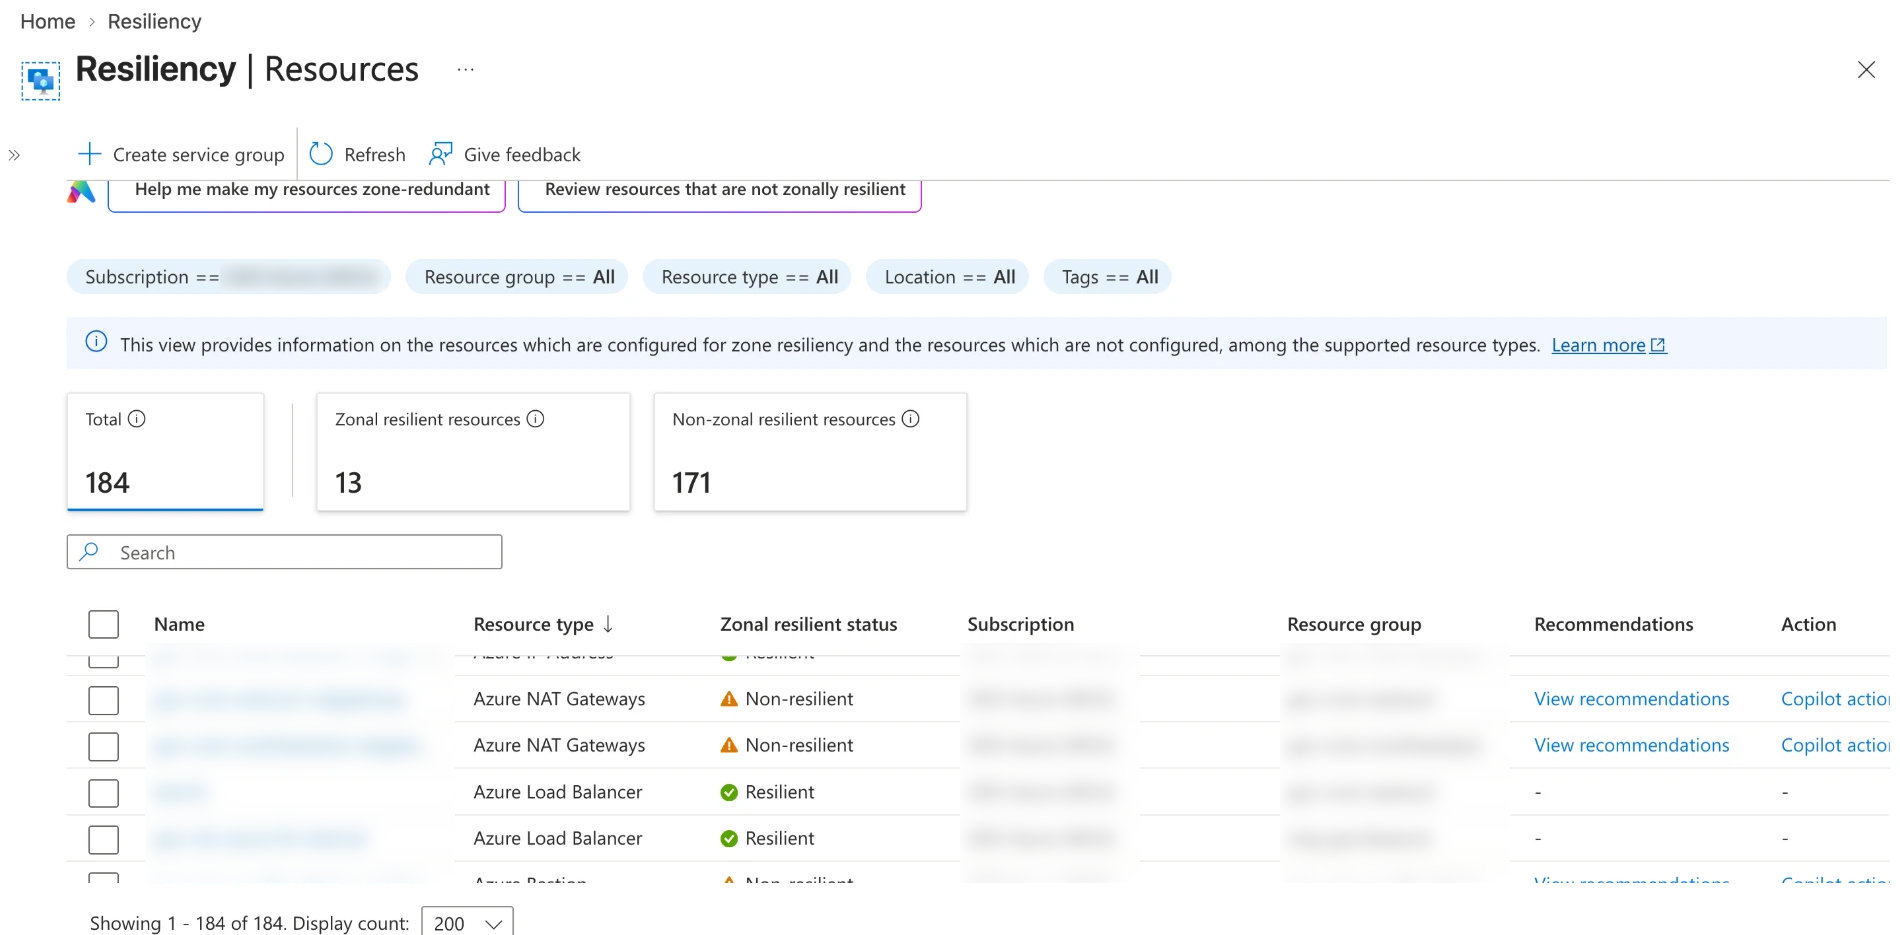 Home > Resiliency
Resiliency | Resources ...
Create service group Refresh Give feedback
Help me make my resources zone-redundant Review resources that are not zonally resilient
Subscription == Resource group == All Resource type == All Location == All Tags == All
This view provides information on the resources which are configured for zone resiliency and the resources which are not configured, among the supported resource types. Learn more
Total Zonal resilient resources Non-zonal resilient resources
184 13 171
Search
Name Resource type ↓ Zonal resilient status Subscription Resource group Recommendations Action
Azure NAT Gateways Non-resilient View recommendations Copilot actio
Azure NAT Gateways Non-resilient View recommendations Copilot actio
Azure Load Balancer Resilient - -
Azure Load Balancer Resilient - -
Showing 1 - 184 of 184. Display count: 200